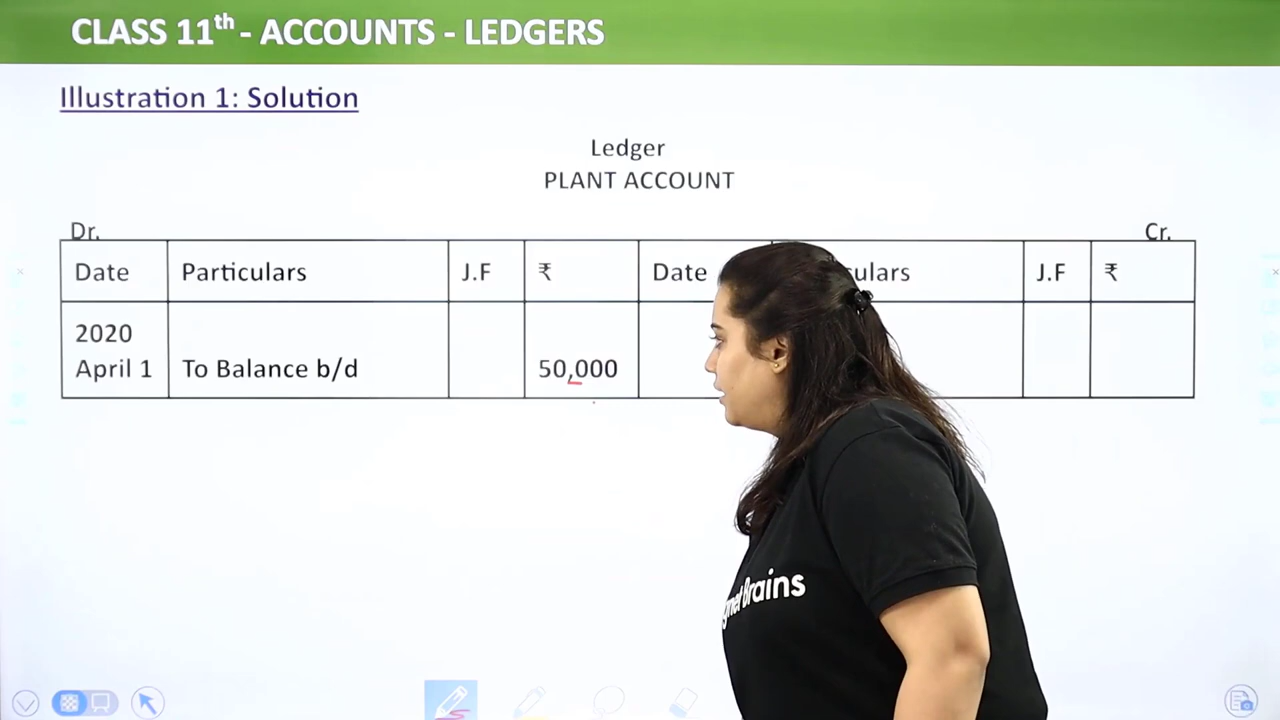 CLASS 11th - ACCOUNTS - LEDGERS
Illustration 1: Solution
Ledger
PLANT ACCOUNT
Dr. Cr.
Date Particulars J.F ₹ Date J.F ₹
2020
April 1 To Balance b/d 50,000
Brains